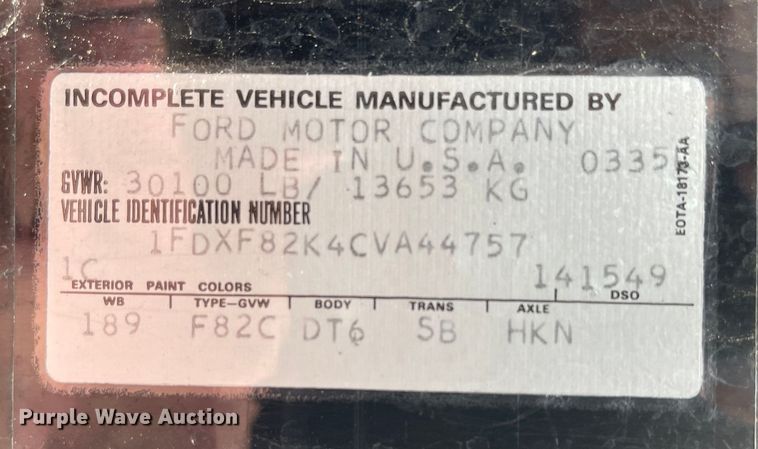 INCOMPLETE VEHICLE MANUFACTURED BY
FORD MOTOR COMPANY
MADE IN U.S.A. 0335
GVWR: 30100 LB/ 13653 KG
VEHICLE IDENTIFICATION NUMBER
1FDXF82K4CVA44757
1C 141549
EXTERIOR PAINT COLORS DSO
WB TYPE-GVW BODY TRANS AXLE
189 F82C DT6 SB HKN
EOTA-18173-AA
Purple Wave Auction